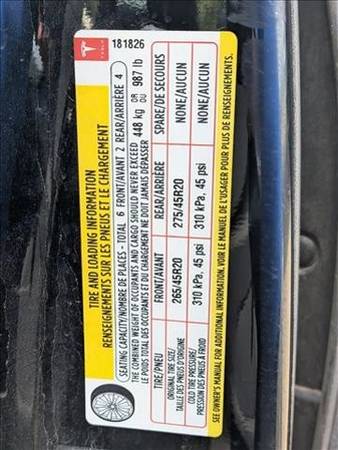 TESLA
181826
TIRE AND LOADING INFORMATION
RENSEIGNEMENTS SUR LES PNEUS ET LE CHARGEMENT
SEATING CAPACITY/NOMBRE DE PLACES - TOTAL 6 FRONT/AVANT 2 REAR/ARRIÈRE 4
THE COMBINED WEIGHT OF OCCUPANTS AND CARGO SHOULD NEVER EXCEED 448 kg OR 987 lb
LE POIDS TOTAL DES OCCUPANTS ET DU CHARGEMENT NE DOIT JAMAIS DÉPASSER 448 kg OU 987 lb
TIRE/PNEU FRONT/AVANT REAR/ARRIÈRE SPARE/DE SECOURS
ORIGINAL TIRE SIZE/ 265/45R20 275/45R20 NONE/AUCUN
TAILLE DES PNEUS D'ORIGINE
COLD TIRE PRESSURE/ 310 kPa, 45 psi 310 kPa, 45 psi NONE/AUCUN
PRESSION DES PNEUS À FROID
SEE OWNER'S MANUAL FOR ADDITIONAL INFORMATION. VOIR LE MANUEL DE L'USAGER POUR PLUS DE RENSEIGNEMENTS.